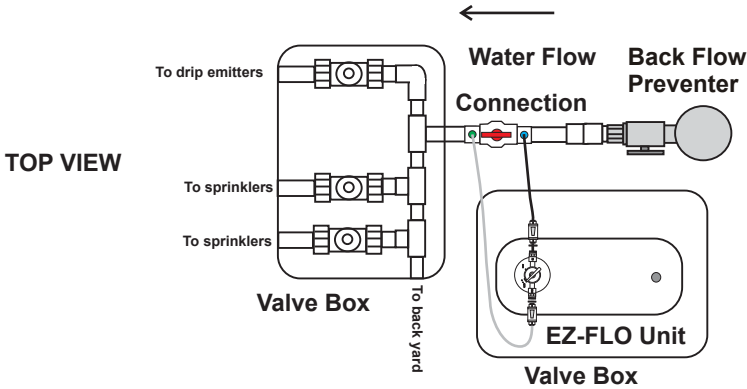 Water Flow
Back Flow
Preventer
To drip emitters
Connection
TOP VIEW
To sprinklers
To sprinklers
Valve Box
To back yard
EZ-FLO Unit
Valve Box